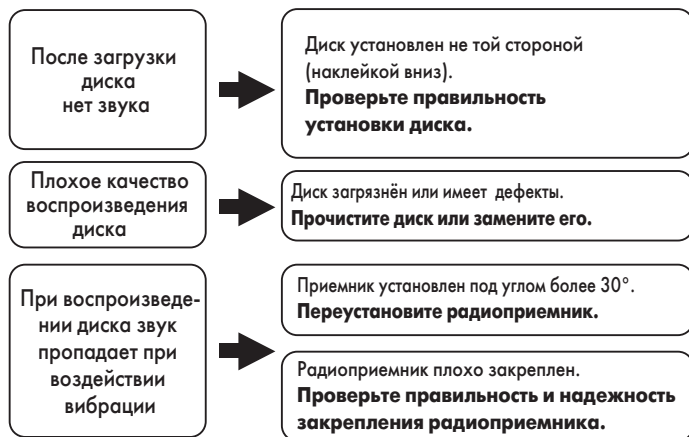 После загрузки
диска
нет звука
Диск установлен не той стороной
(наклейкой вниз).
Проверьте правильность
установки диска.
Плохое качество
воспроизведения
диска
Диск загрязнён или имеет дефекты.
Прочистите диск или замените его.
При воспроизведе-
нии диска звук
пропадает при
воздействии
вибрации
Приемник установлен под углом более 30°.
Переустановите радиоприемник.
Радиоприемник плохо закреплен.
Проверьте правильность и надежность
закрепления радиоприемника.